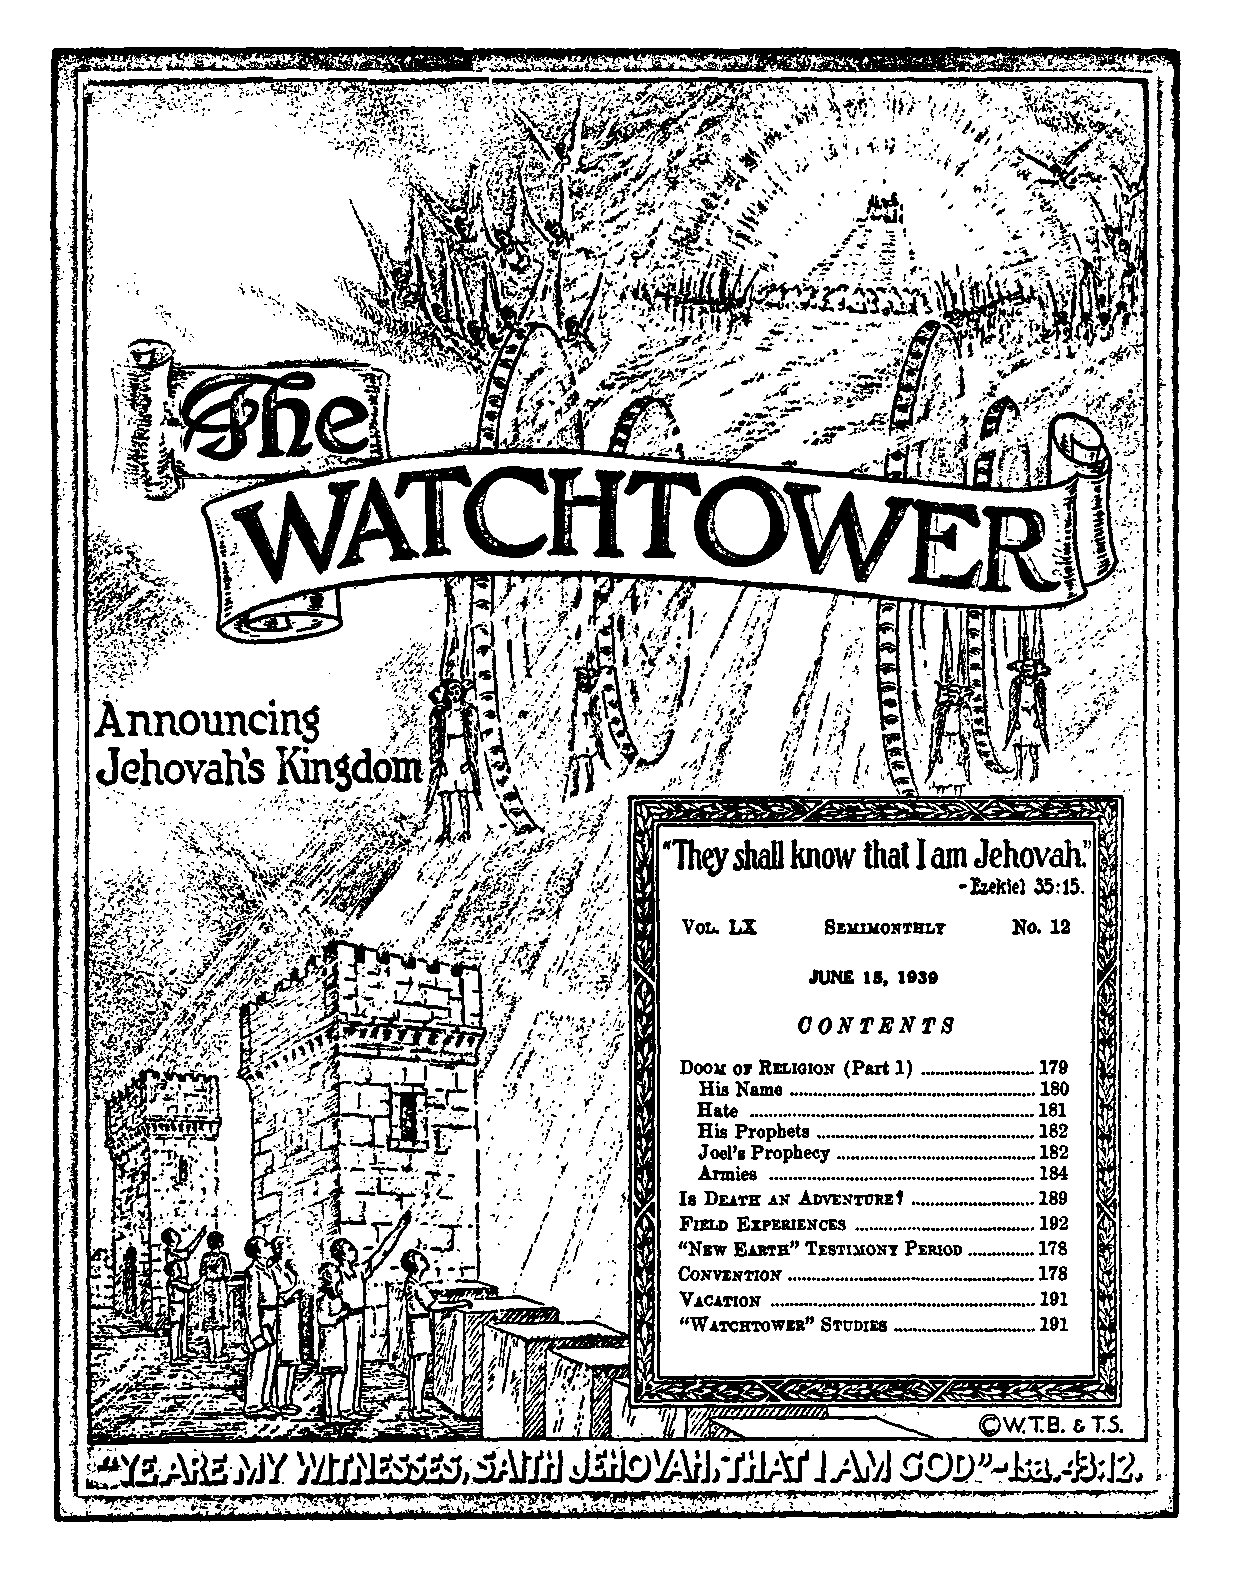 The
WATCHTOWER
Announcing
Jehovah's Kingdom
"They shall know that I am Jehovah."
-Ezekiel 35:15.
VOL. LX SEMIMONTHLY No. 12
JUNE 15, 1939
CONTENTS
DOOM OF RELIGION (Part 1) ........ 179
His Name ........ 180
Hate ........ 181
His Prophets ........ 182
Joel's Prophecy ........ 182
Armies ........ 184
IS DEATH AN ADVENTURE? ........ 189
FIELD EXPERIENCES ........ 192
"NEW EARTH" TESTIMONY PERIOD ........ 178
CONVENTION ........ 178
VACATION ........ 191
"WATCHTOWER" STUDIES ........ 191
©W.T.B. & T.S.
"YE ARE MY WITNESSES, SAITH JEHOVAH, THAT I AM GOD"-Isa. 43:12.